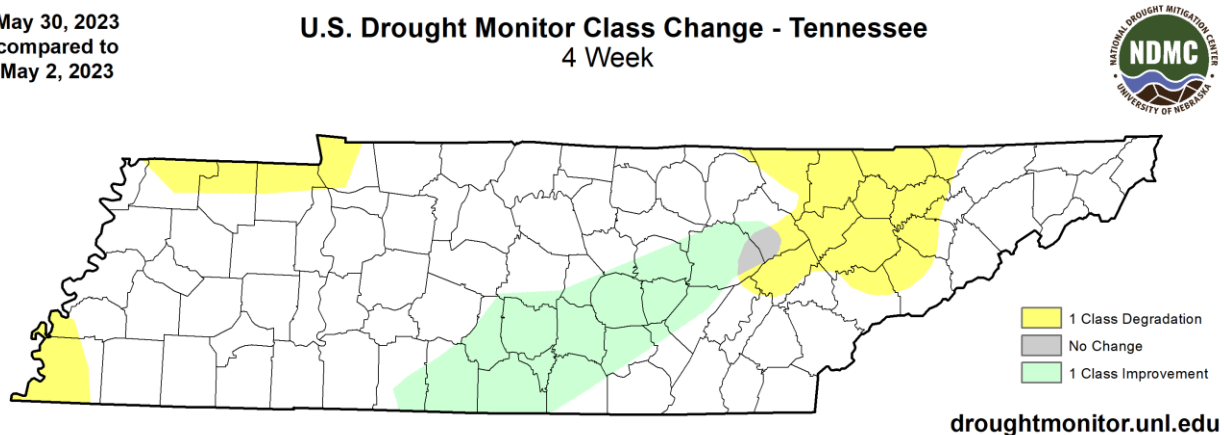 May 30, 2023
compared to
May 2, 2023
U.S. Drought Monitor Class Change - Tennessee
4 Week
NATIONAL DROUGHT MITIGATION CENTER
NDMC
UNIVERSITY OF NEBRASKA
1 Class Degradation
No Change
1 Class Improvement
droughtmonitor.unl.edu